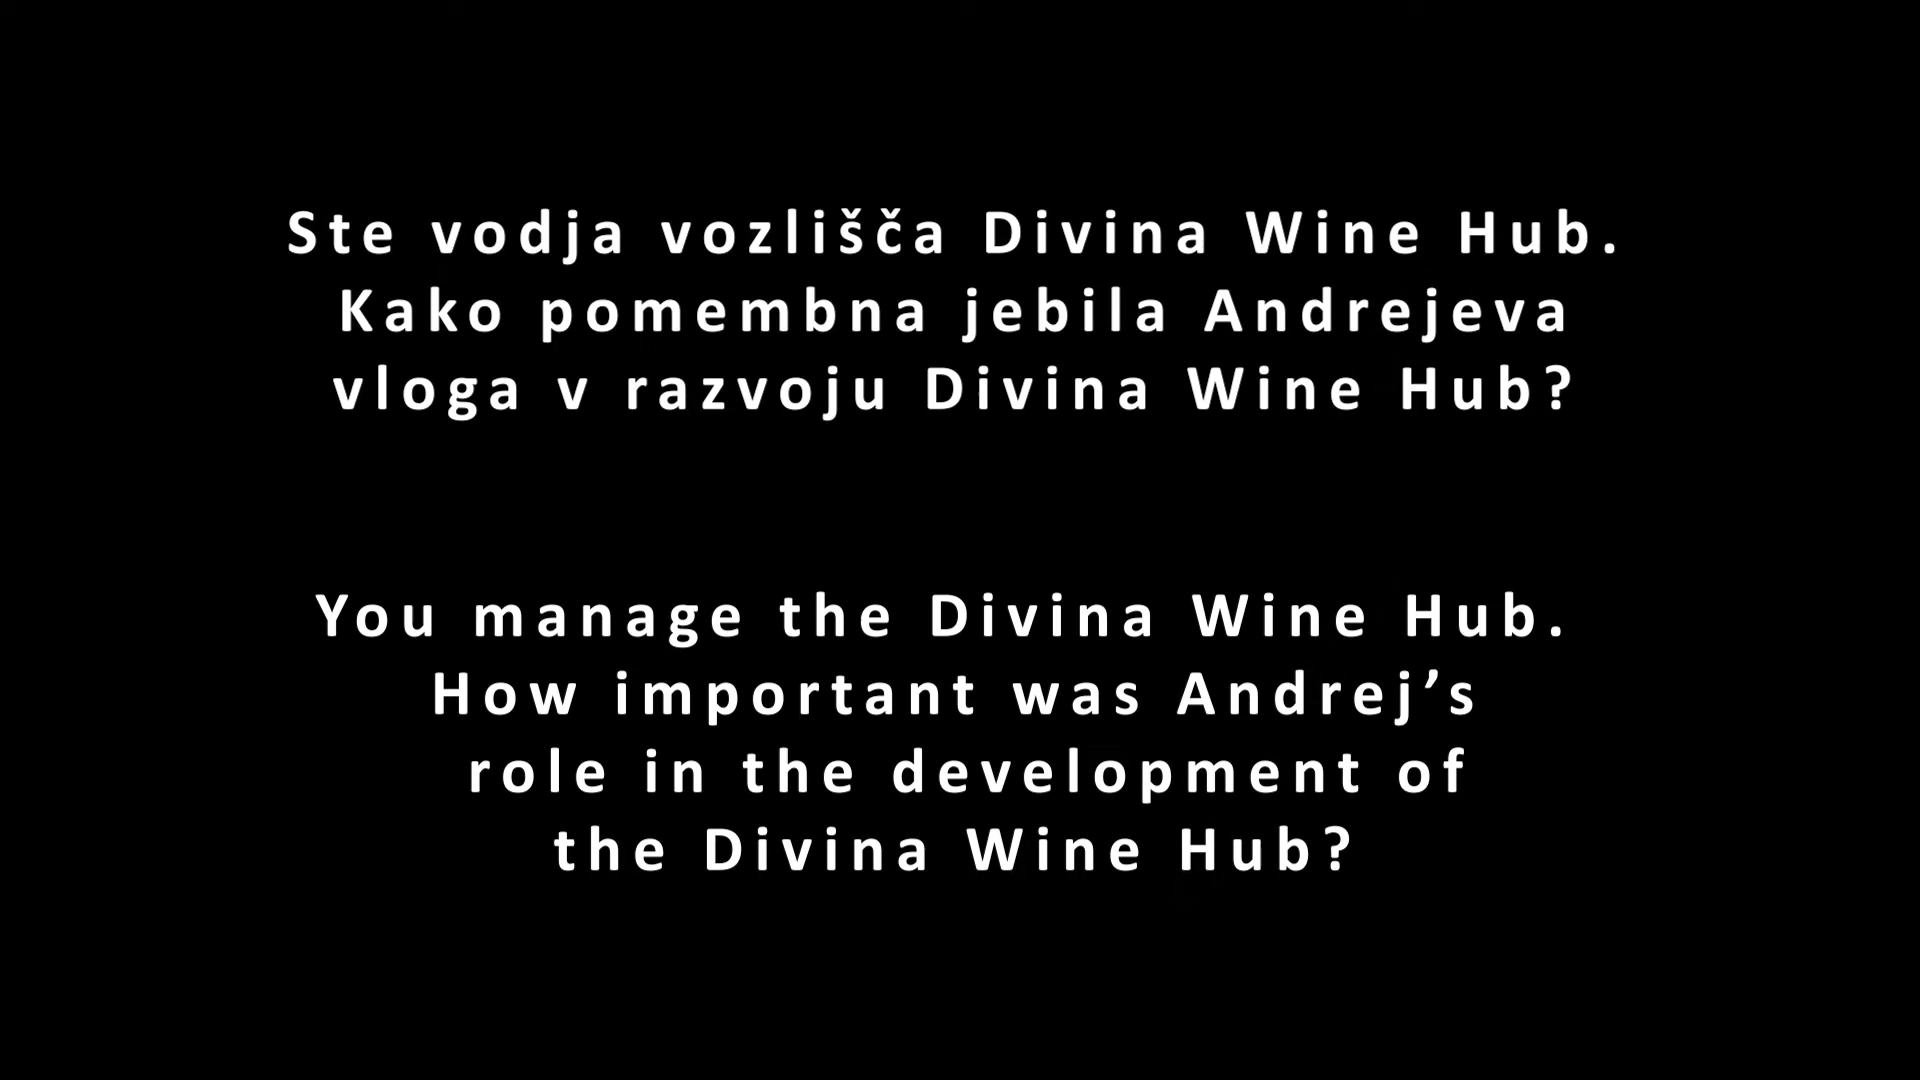 Ste vodja vozlišča Divina Wine Hub.
Kako pomembna jebila Andrejeva
vloga v razvoju Divina Wine Hub?
You manage the Divina Wine Hub.
How important was Andrej’s
role in the development of
the Divina Wine Hub?